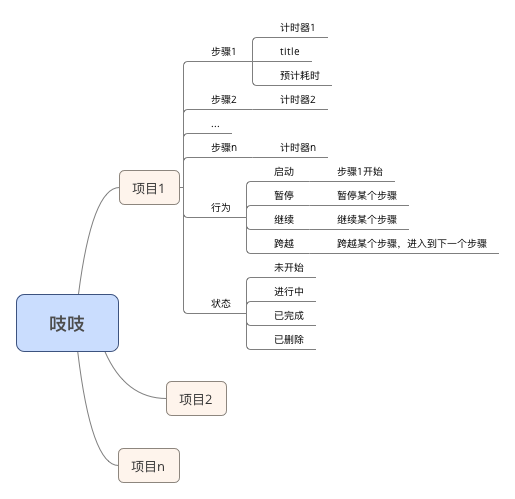 计时器1
步骤1
title
预计耗时
步骤2
计时器2
...
步骤n
计时器n
启动
步骤1开始
项目1
暂停
暂停某个步骤
行为
继续
继续某个步骤
跨越
跨越某个步骤，进入到下一个步骤
未开始
进行中
状态
已完成
吱吱
已删除
项目2
项目n